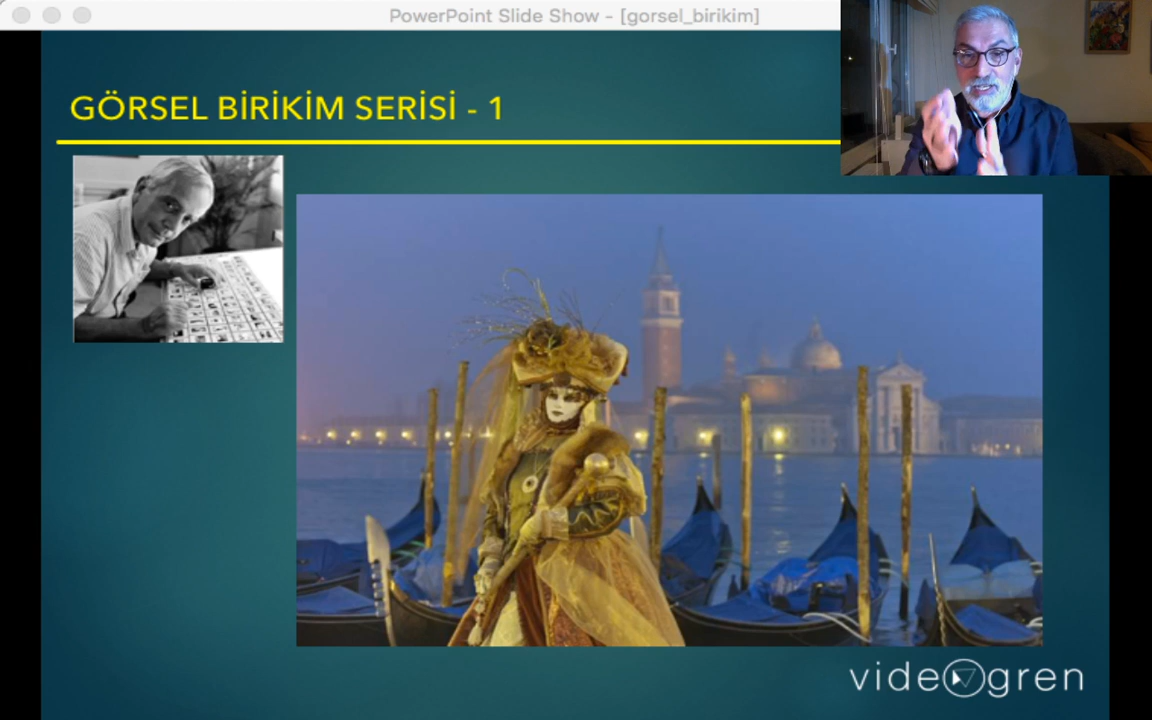 PowerPoint Slide Show - [gorsel_birikim]
GÖRSEL BİRİKİM SERİSİ - 1
videogren